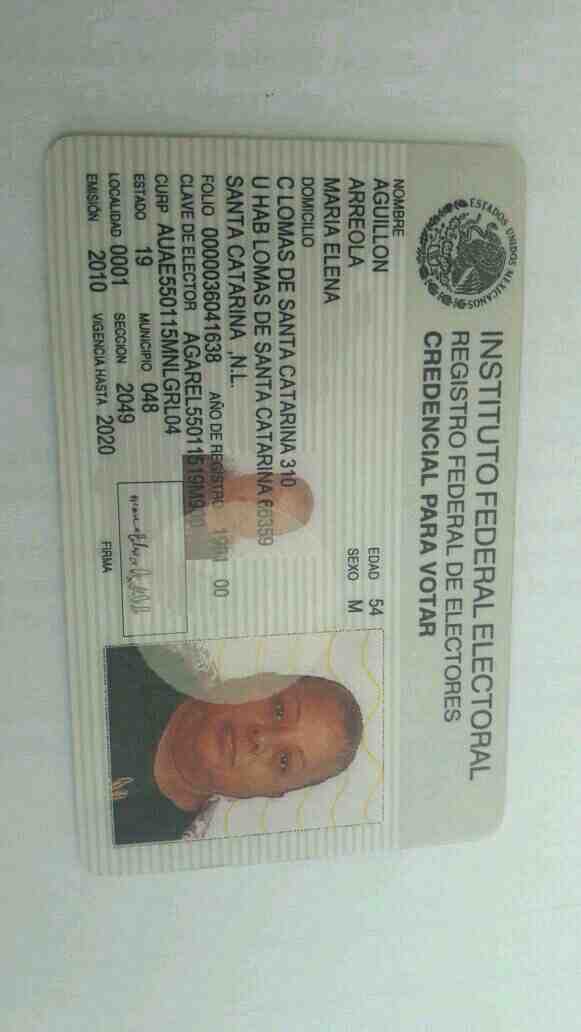 ESTADOS UNIDOS MEXICANOS
INSTITUTO FEDERAL ELECTORAL
REGISTRO FEDERAL DE ELECTORES
CREDENCIAL PARA VOTAR
NOMBRE
AGUILLON
ARREOLA
MARIA ELENA
EDAD 54
SEXO M
DOMICILIO
C LOMAS DE SANTA CATARINA 310
U HAB LOMAS DE SANTA CATARINA 66359
SANTA CATARINA ,N.L.
FOLIO 0000036041638 AÑO DE REGISTRO 00
CLAVE DE ELECTOR
CURP AUAE550115MNLGRL04
ESTADO 19 MUNICIPIO 048
LOCALIDAD 0001 SECCION 2049
EMISIÓN 2010 VIGENCIA HASTA 2020
FIRMA